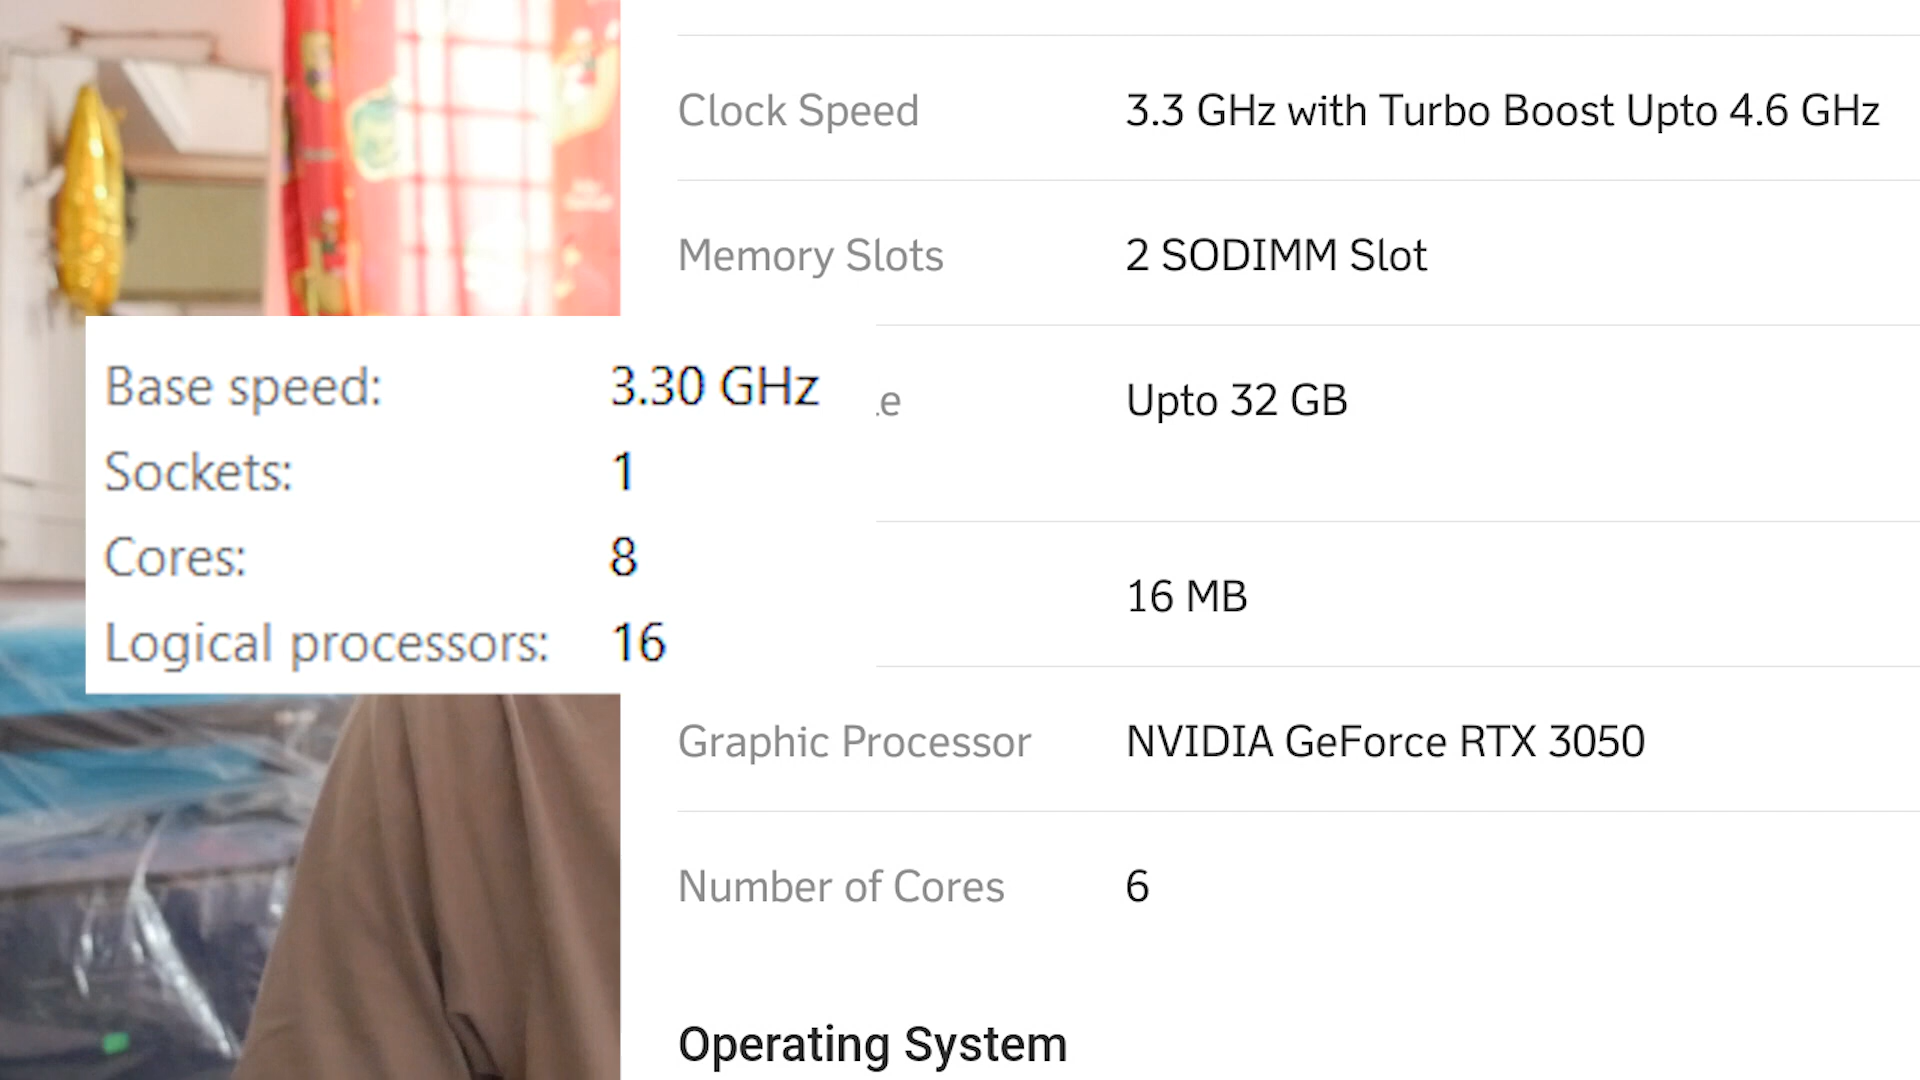 Clock Speed 3.3 GHz with Turbo Boost Upto 4.6 GHz
Memory Slots 2 SODIMM Slot
Upto 32 GB
16 MB
Graphic Processor NVIDIA GeForce RTX 3050
Number of Cores 6
Operating System
Base speed: 3.30 GHz
Sockets: 1
Cores: 8
Logical processors: 16